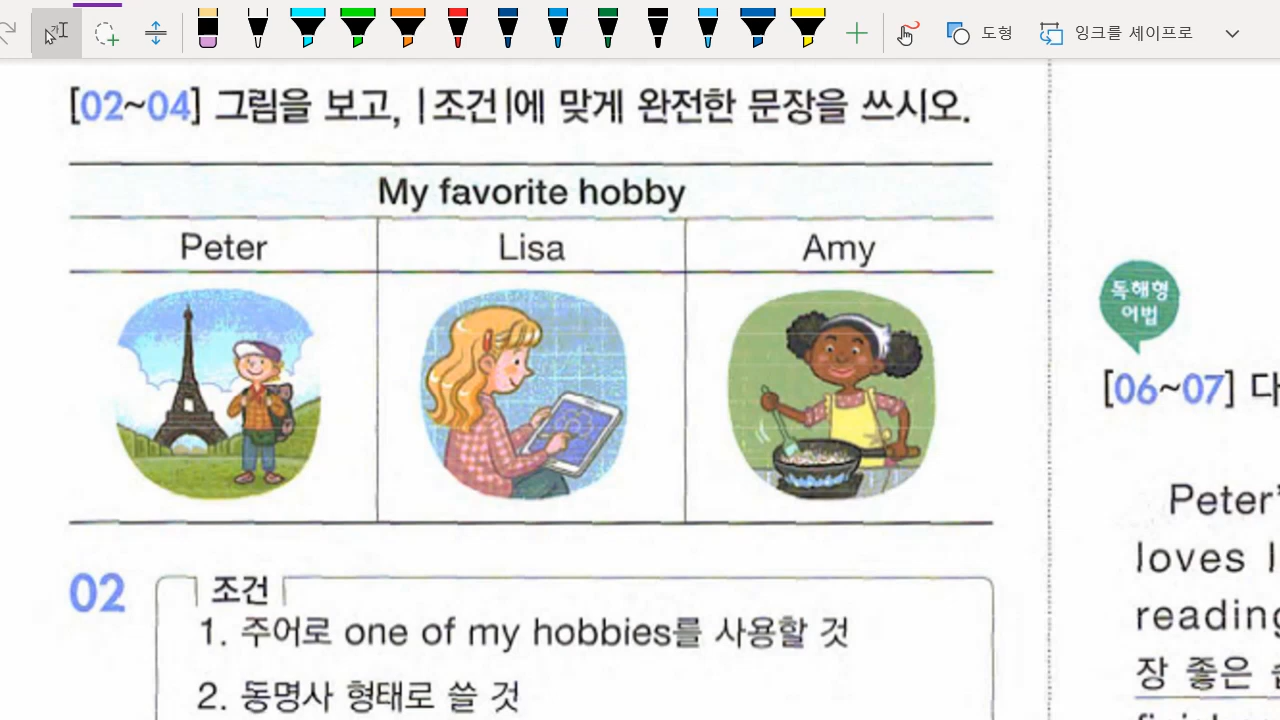 도형
잉크를 셰이프로
[02~04] 그림을 보고, |조건|에 맞게 완전한 문장을 쓰시오.
My favorite hobby
Peter
Lisa
Amy
02
조건
1. 주어로 one of my hobbies를 사용할 것
2. 동명사 형태로 쓸 것
독해형
어법
[06~07] 다
Peter'
loves
reading
장 좋은